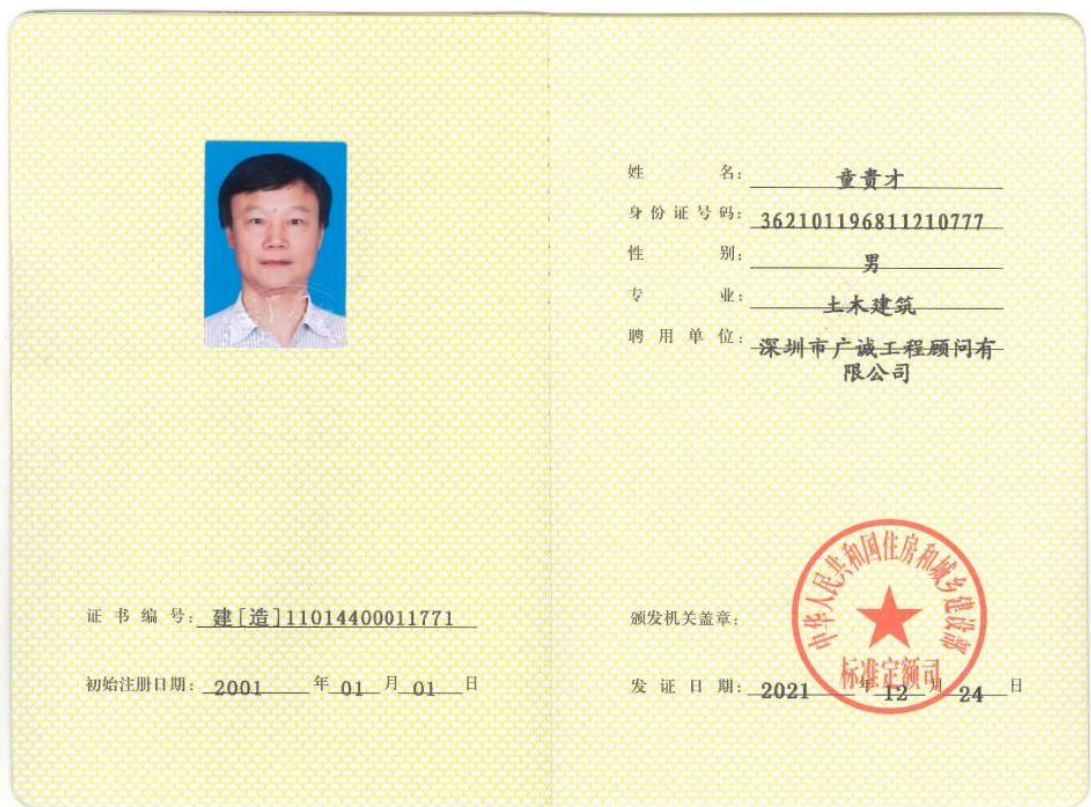 证书编号: 建[造]11014400011771
初始注册日期: 2001 年 01 月 01 日
姓名: 童贵才
身份证号码: 362101196811210777
性别: 男
专业: 土木建筑
聘用单位: 深圳市广诚工程顾问有
限公司
颁发机关盖章:
中华人民共和国住房和城乡建设部
标准定额司
发证日期: 2021 年 12 月 24 日